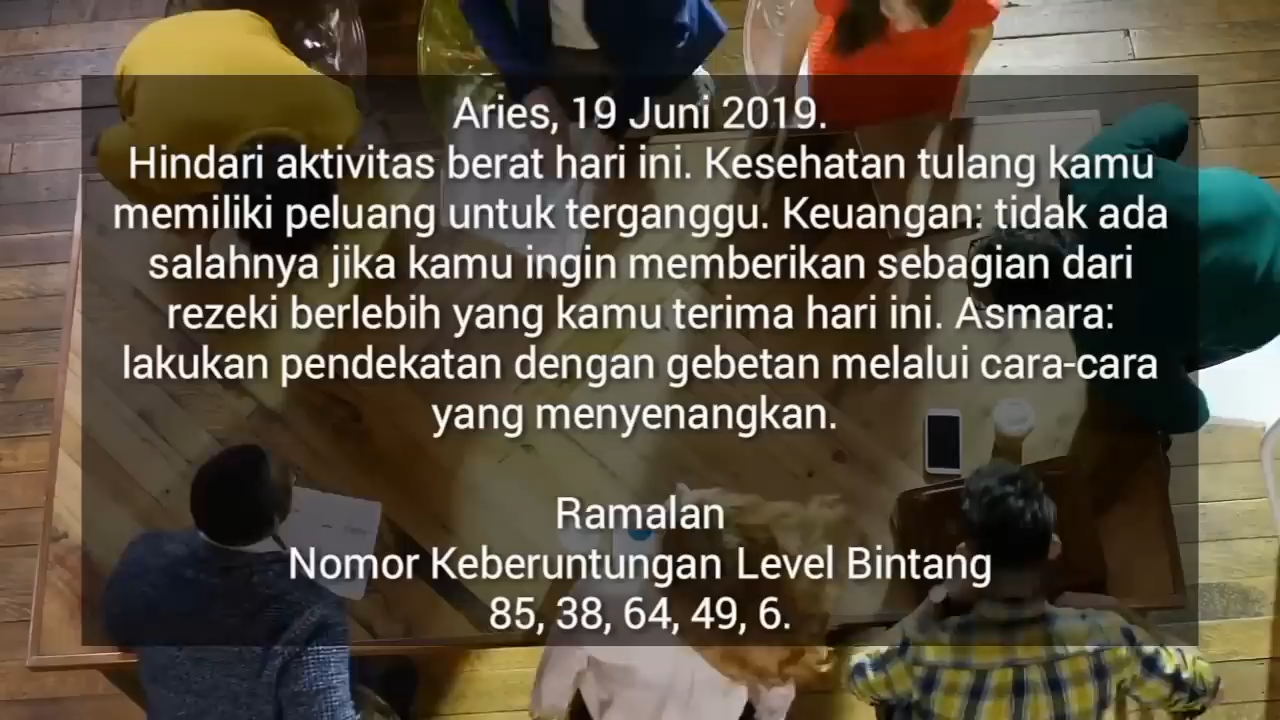 Aries, 19 Juni 2019.
Hindari aktivitas berat hari ini. Kesehatan tulang kamu
memiliki peluang untuk terganggu. Keuangan: tidak ada
salahnya jika kamu ingin memberikan sebagian dari
rezeki berlebih yang kamu terima hari ini. Asmara:
lakukan pendekatan dengan gebetan melalui cara-cara
yang menyenangkan.
Ramalan
Nomor Keberuntungan Level Bintang
85, 38, 64, 49, 6.